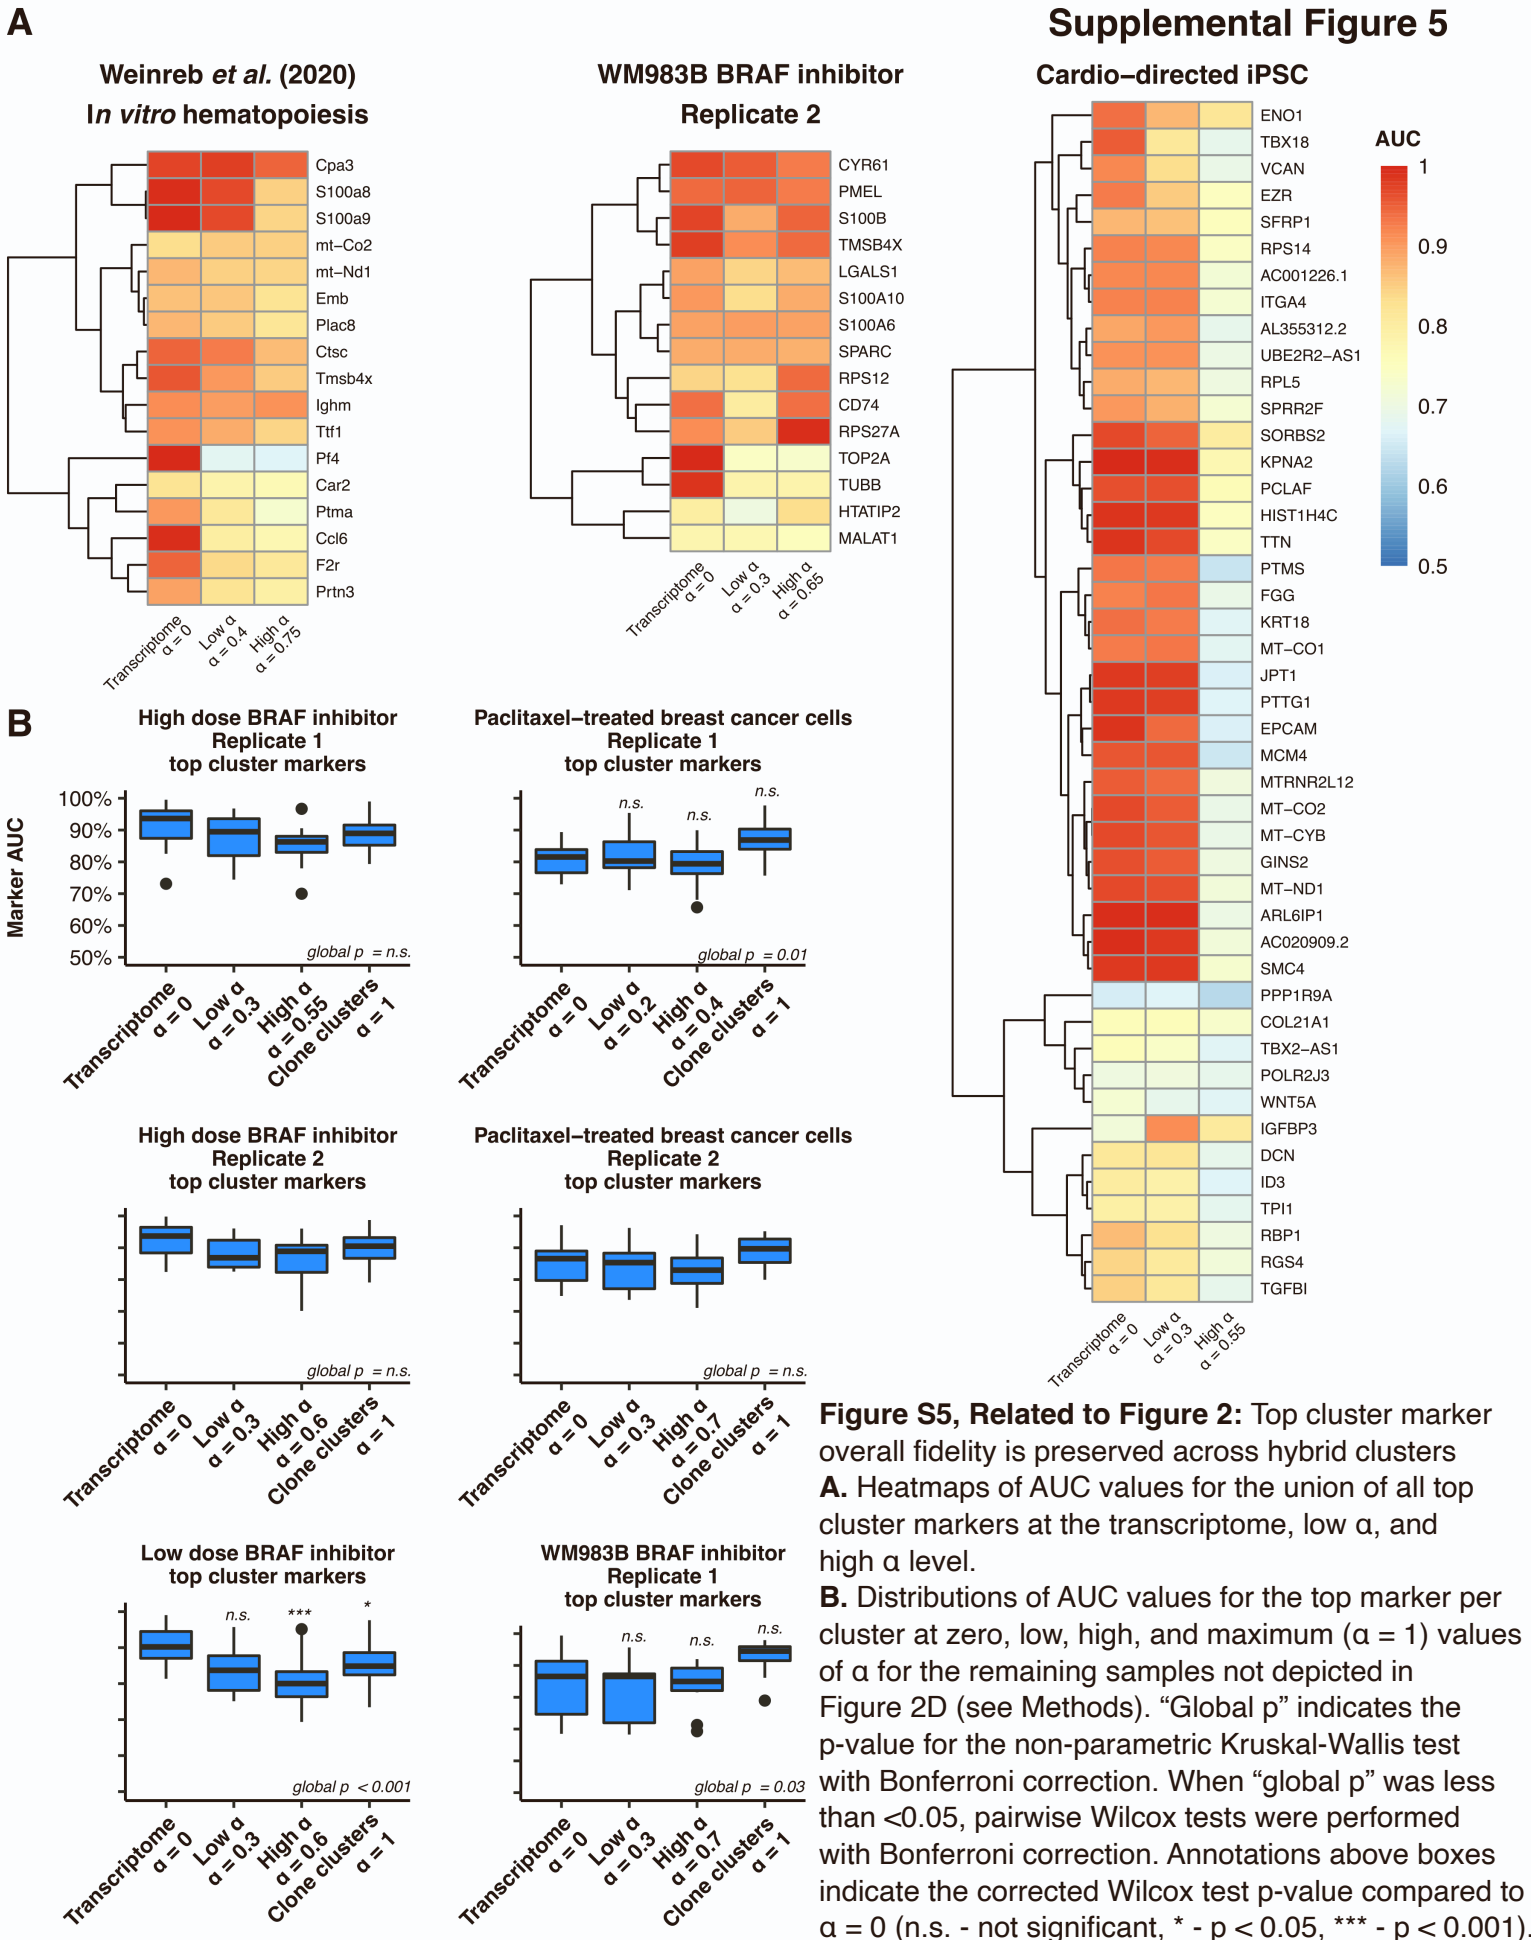 A
Supplemental Figure 5
Weinreb et al. (2020)
In vitro hematopoiesis
Cpa3
S100a8
S100a9
mt−Co2
mt−Nd1
Emb
Plac8
Ctsc
Tmsb4x
Ighm
Ttf1
Pf4
Car2
Ptma
Ccl6
F2r
Prtn3
Transcriptome
α = 0
Low α
α = 0.4
High α
α = 0.75
WM983B BRAF inhibitor
Replicate 2
CYR61
PMEL
S100B
TMSB4X
LGALS1
S100A10
S100A6
SPARC
RPS12
CD74
RPS27A
TOP2A
TUBB
HTATIP2
MALAT1
Transcriptome
α = 0
Low α
α = 0.3
High α
α = 0.65
Cardio−directed iPSC
ENO1
TBX18
VCAN
EZR
SFRP1
RPS14
AC001226.1
ITGA4
AL355312.2
UBE2R2−AS1
RPL5
SPRR2F
SORBS2
KPNA2
PCLAF
HIST1H4C
TTN
PTMS
FGG
KRT18
MT−CO1
JPT1
PTTG1
EPCAM
MCM4
MTRNR2L12
MT−CO2
MT−CYB
GINS2
MT−ND1
ARL6IP1
AC020909.2
SMC4
PPP1R9A
COL21A1
TBX2−AS1
POLR2J3
WNT5A
IGFBP3
DCN
ID3
TPI1
RBP1
RGS4
TGFBI
Transcriptome
α = 0
Low α
α = 0.3
High α
α = 0.55
AUC
1
0.9
0.8
0.7
0.6
0.5
B
High dose BRAF inhibitor
Replicate 1
top cluster markers
Marker AUC
100%
90%
80%
70%
60%
50%
global p = n.s.
Transcriptome
α = 0
Low α
α = 0.3
High α
α = 0.55
Clone clusters
α = 1
Paclitaxel−treated breast cancer cells
Replicate 1
top cluster markers
n.s.
n.s.
n.s.
global p = 0.01
Transcriptome
α = 0
Low α
α = 0.2
High α
α = 0.4
Clone clusters
α = 1
High dose BRAF inhibitor
Replicate 2
top cluster markers
global p = n.s.
Transcriptome
α = 0
Low α
α = 0.3
High α
α = 0.6
Clone clusters
α = 1
Paclitaxel−treated breast cancer cells
Replicate 2
top cluster markers
global p = n.s.
Transcriptome
α = 0
Low α
α = 0.3
High α
α = 0.7
Clone clusters
α = 1
Low dose BRAF inhibitor
top cluster markers
n.s.
***
*
global p < 0.001
Transcriptome
α = 0
Low α
α = 0.3
High α
α = 0.6
Clone clusters
α = 1
WM983B BRAF inhibitor
Replicate 1
top cluster markers
n.s.
n.s.
n.s.
global p = 0.03
Transcriptome
α = 0
Low α
α = 0.3
High α
α = 0.7
Clone clusters
α = 1
Figure S5, Related to Figure 2: Top cluster marker
overall fidelity is preserved across hybrid clusters
A. Heatmaps of AUC values for the union of all top
cluster markers at the transcriptome, low α, and
high α level.
B. Distributions of AUC values for the top marker per
cluster at zero, low, high, and maximum (α = 1) values
of α for the remaining samples not depicted in
Figure 2D (see Methods). “Global p” indicates the
p-value for the non-parametric Kruskal-Wallis test
with Bonferroni correction. When “global p” was less
than <0.05, pairwise Wilcox tests were performed
with Bonferroni correction. Annotations above boxes
indicate the corrected Wilcox test p-value compared to
α = 0 (n.s. - not significant, * - p < 0.05, *** - p < 0.001).